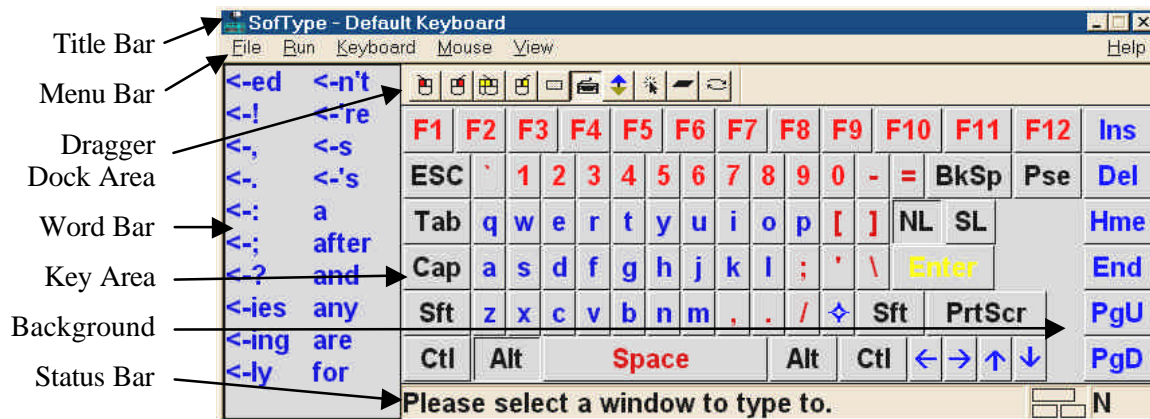 SofType - Default Keyboard
File Run Keyboard Mouse View Help
Title Bar
Menu Bar
Dragger
Dock Area
Word Bar
Key Area
Background
Status Bar
<-ed <-n't
<-! <-'re
<-, <-s
<-. <-'s
<-: a
<-; after
<-? and
<-ies any
<-ing are
<-ly for
F1 F2 F3 F4 F5 F6 F7 F8 F9 F10 F11 F12 Ins
ESC ` 1 2 3 4 5 6 7 8 9 0 - = BkSp Pse Del
Tab q w e r t y u i o p [ ] NL SL Hme
Cap a s d f g h j k l ; ' \ Enter End
Sft z x c v b n m , . / Sft PrtScr PgU
Ctl Alt Space Alt Ctl ← → ↑ ↓ PgD
Please select a window to type to. N